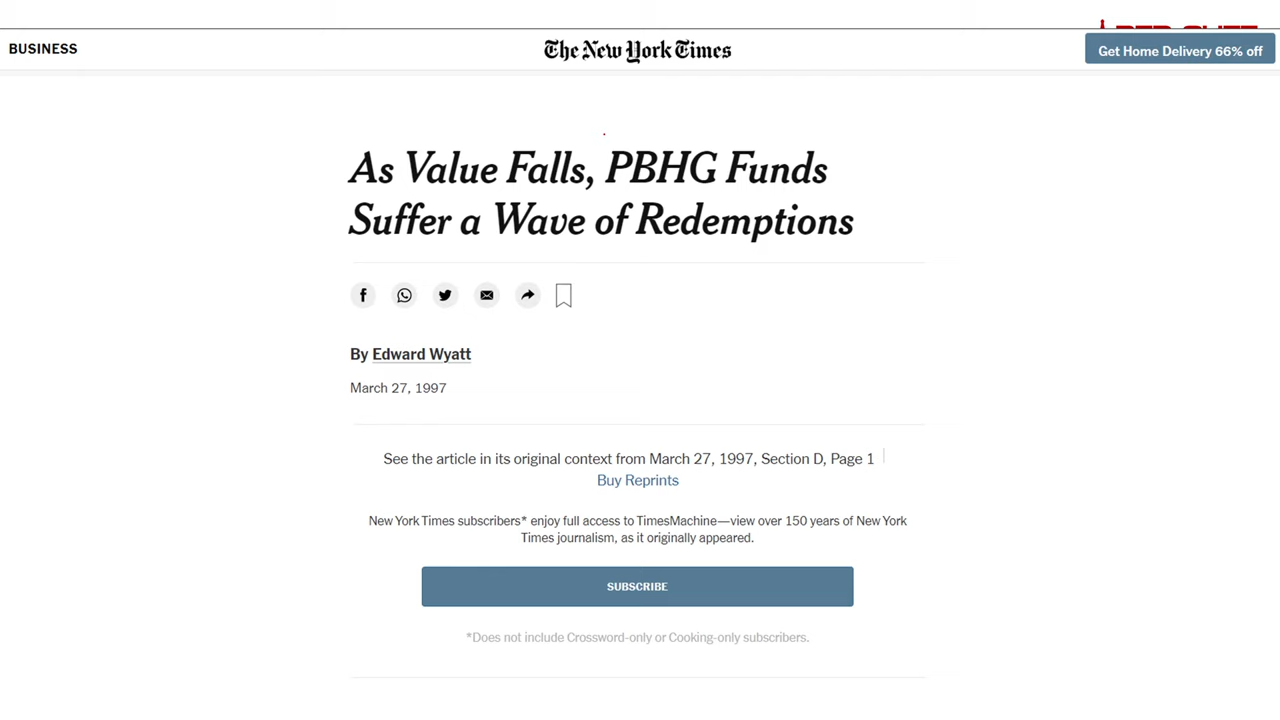 BUSINESS
The New York Times
Get Home Delivery 66% off
As Value Falls, PBHG Funds
Suffer a Wave of Redemptions
By Edward Wyatt
March 27, 1997
See the article in its original context from March 27, 1997, Section D, Page 1
Buy Reprints
New York Times subscribers* enjoy full access to TimesMachine—view over 150 years of New York
Times journalism, as it originally appeared.
SUBSCRIBE
*Does not include Crossword-only or Cooking-only subscribers.